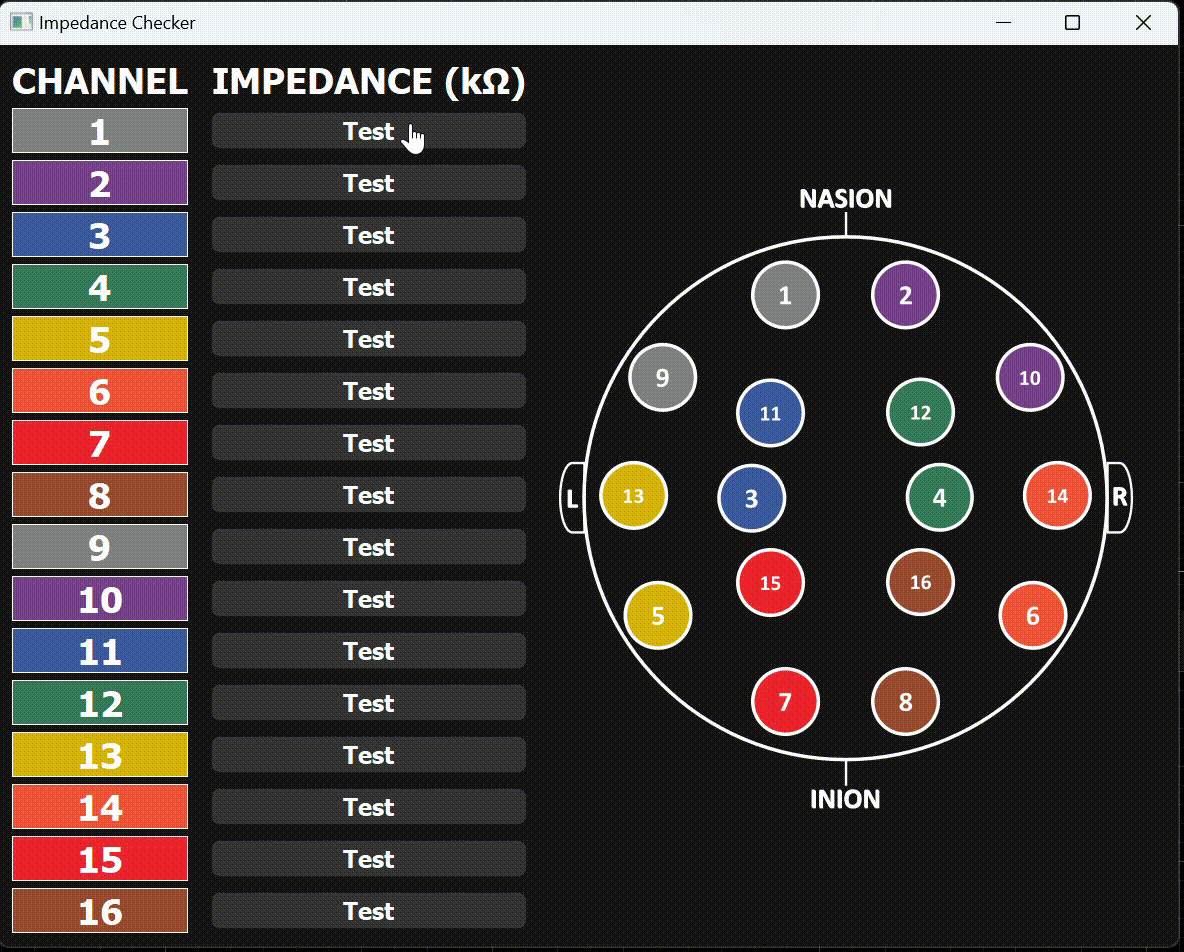 Impedance Checker
CHANNEL IMPEDANCE (kΩ)
1 Test
2 Test
3 Test
4 Test
5 Test
6 Test
7 Test
8 Test
9 Test
10 Test
11 Test
12 Test
13 Test
14 Test
15 Test
16 Test
NASION
1 2
9 10
11 12
L 13 3 4 14 R
15 16
5 6
7 8
INION